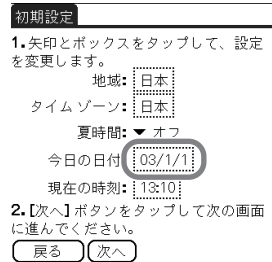 初期設定
1.矢印とボックスをタップして、設定
を変更します。
地域: 日本
タイム ゾーン: 日本
夏時間: ▼ オフ
今日の日付 03/1/1
現在の時刻: 13:10
2.[次へ] ボタンをタップして次の画面
に進んでください。
戻る 次へ